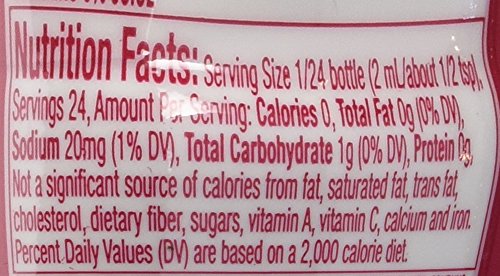 Nutrition Facts: Serving Size 1/24 bottle (2 mL/about 1/2 tsp),
Servings 24, Amount Per Serving: Calories 0, Total Fat 0g (0% DV),
Sodium 20mg (1% DV), Total Carbohydrate 1g (0% DV), Protein 0g.
Not a significant source of calories from fat, saturated fat, trans fat,
cholesterol, dietary fiber, sugars, vitamin A, vitamin C, calcium and iron.
Percent Daily Values (DV) are based on a 2,000 calorie diet.